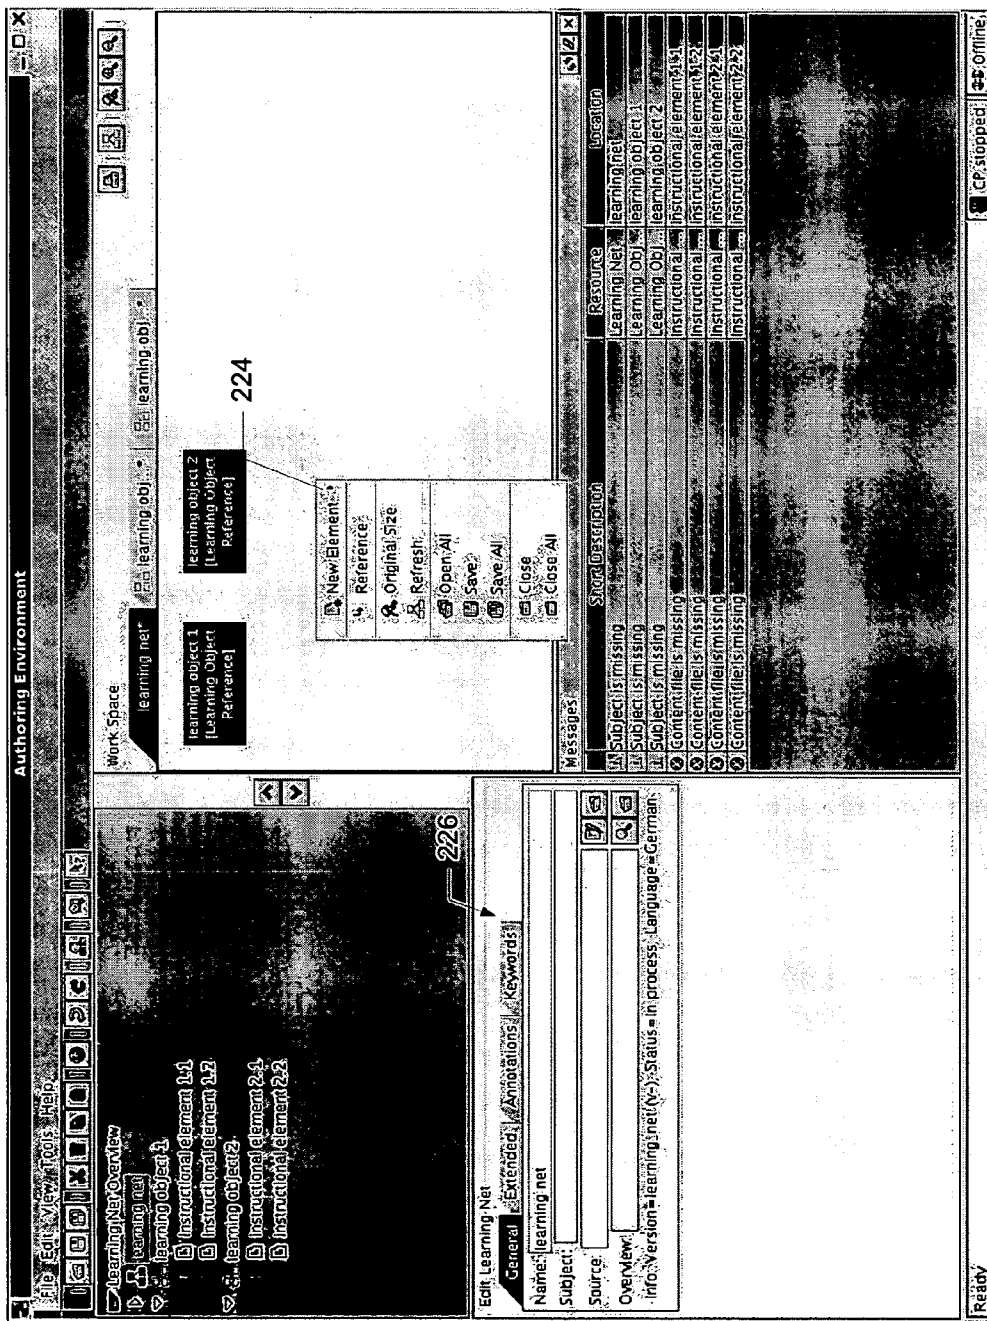 Authoring Environment
File Edit View Tools Help
Learning Net Overview
learning net
learning object 1
Instructional element 1-1
Instructional element 1-2
learning object 2
Instructional element 2-1
Instructional element 2-2
226
Edit Learning Net
General Extended Annotations Keywords
Name: learning net
Subject:
Source:
Overview:
Info: Version=learning net (v-); Status=In process; Language=German;
Work Space
learning net* learning obj...* learning obj...*
learning object 1
[Learning Object
Reference]
learning object 2
[Learning Object
Reference]
224
New Element
Reference
Original Size
Refresh
Open All
Save
Save All
Close
Close All
Messages
Short Description Resource Location
Subject is missing Learning Net learning net
Subject is missing Learning Obj... learning object 1
Subject is missing Learning Obj... learning object 2
Content file is missing Instructional ... Instructional element 1-1
Content file is missing Instructional ... Instructional element 1-2
Content file is missing Instructional ... Instructional element 2-1
Content file is missing Instructional ... Instructional element 2-2
Ready CP stopped Offline